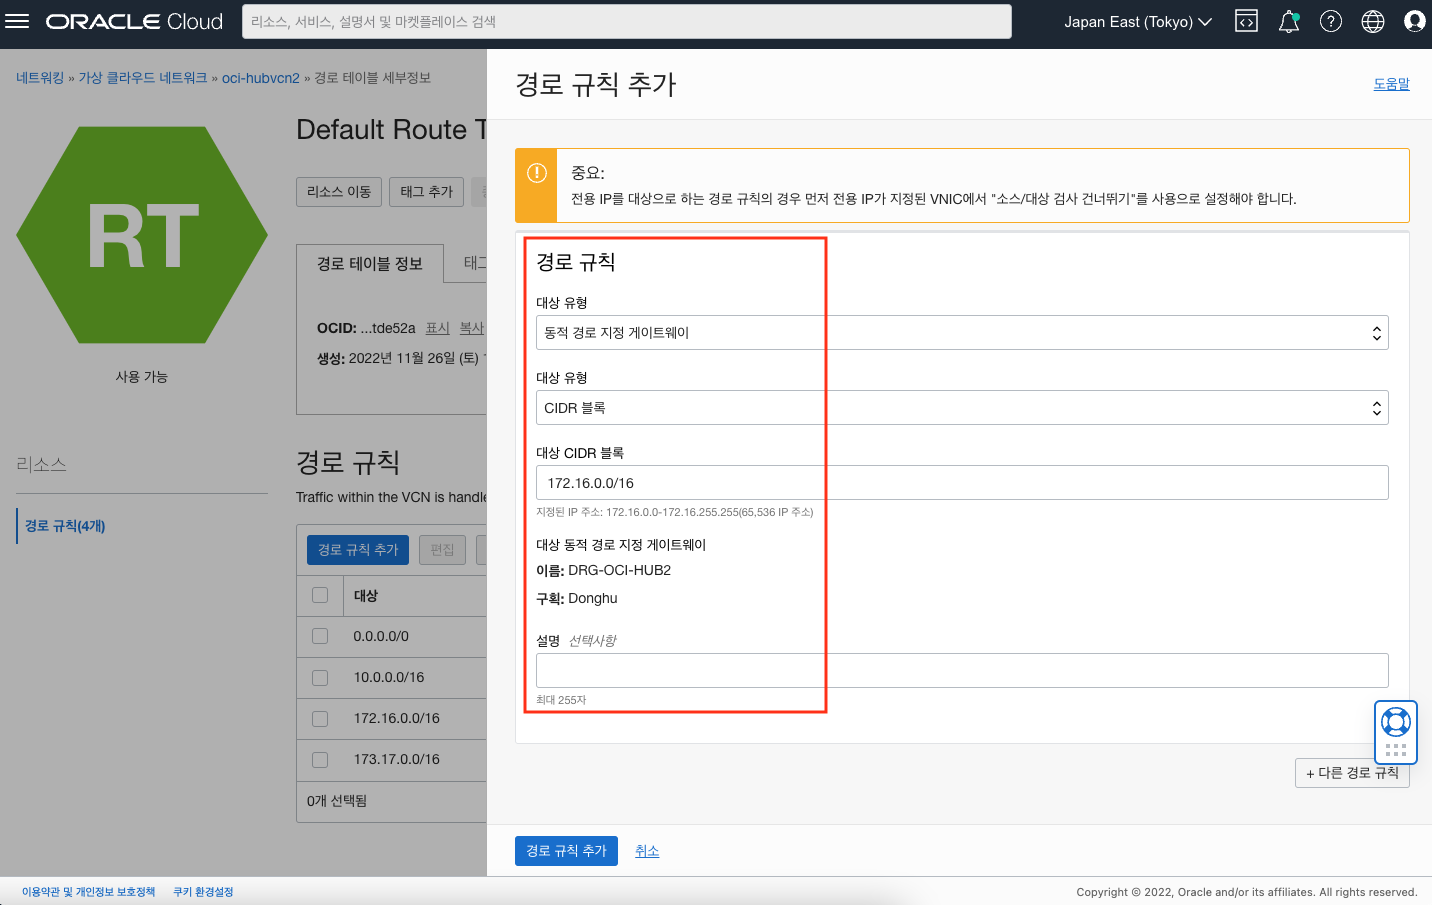 ORACLE Cloud
리소스, 서비스, 설명서 및 마켓플레이스 검색
Japan East (Tokyo)
네트워킹 » 가상 클라우드 네트워크 » oci-hubvcn2 » 경로 테이블 세부정보
RT
사용 가능
Default Route T
리소스 이동
태그 추가
경로 테이블 정보
태그
OCID: ...tde52a 표시 복사
생성: 2022년 11월 26일 (토)
리소스
경로 규칙(4개)
경로 규칙
Traffic within the VCN is handle
경로 규칙 추가
편집
대상
0.0.0.0/0
10.0.0.0/16
172.16.0.0/16
173.17.0.0/16
0개 선택됨
경로 규칙 추가
도움말
중요:
전용 IP를 대상으로 하는 경로 규칙의 경우 먼저 전용 IP가 지정된 VNIC에서 "소스/대상 검사 건너뛰기"를 사용으로 설정해야 합니다.
경로 규칙
대상 유형
동적 경로 지정 게이트웨이
대상 유형
CIDR 블록
대상 CIDR 블록
172.16.0.0/16
지정된 IP 주소: 172.16.0.0-172.16.255.255(65,536 IP 주소)
대상 동적 경로 지정 게이트웨이
이름: DRG-OCI-HUB2
구획: Donghu
설명 선택사항
최대 255자
+ 다른 경로 규칙
경로 규칙 추가
취소
이용약관 및 개인정보 보호정책
쿠키 환경설정
Copyright © 2022, Oracle and/or its affiliates. All rights reserved.